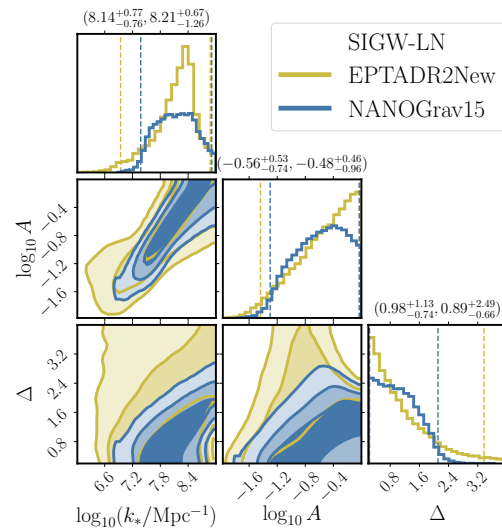 (8.14^{+0.77}_{-0.76}, 8.21^{+0.67}_{-1.26})
SIGW-LN
EPTADR2New
NANOGrav15
(−0.56^{+0.53}_{-0.74}, −0.48^{+0.46}_{-0.96})
log₁₀ A
−0.4
−0.8
−1.2
−1.6
(0.98^{+1.13}_{-0.74}, 0.89^{+2.49}_{-0.66})
Δ
3.2
2.4
1.6
0.8
6.6 7.2 7.8 8.4
−1.6 −1.2 −0.8 −0.4
0.8 1.6 2.4 3.2
log₁₀(k_*/Mpc⁻¹)
log₁₀ A
Δ